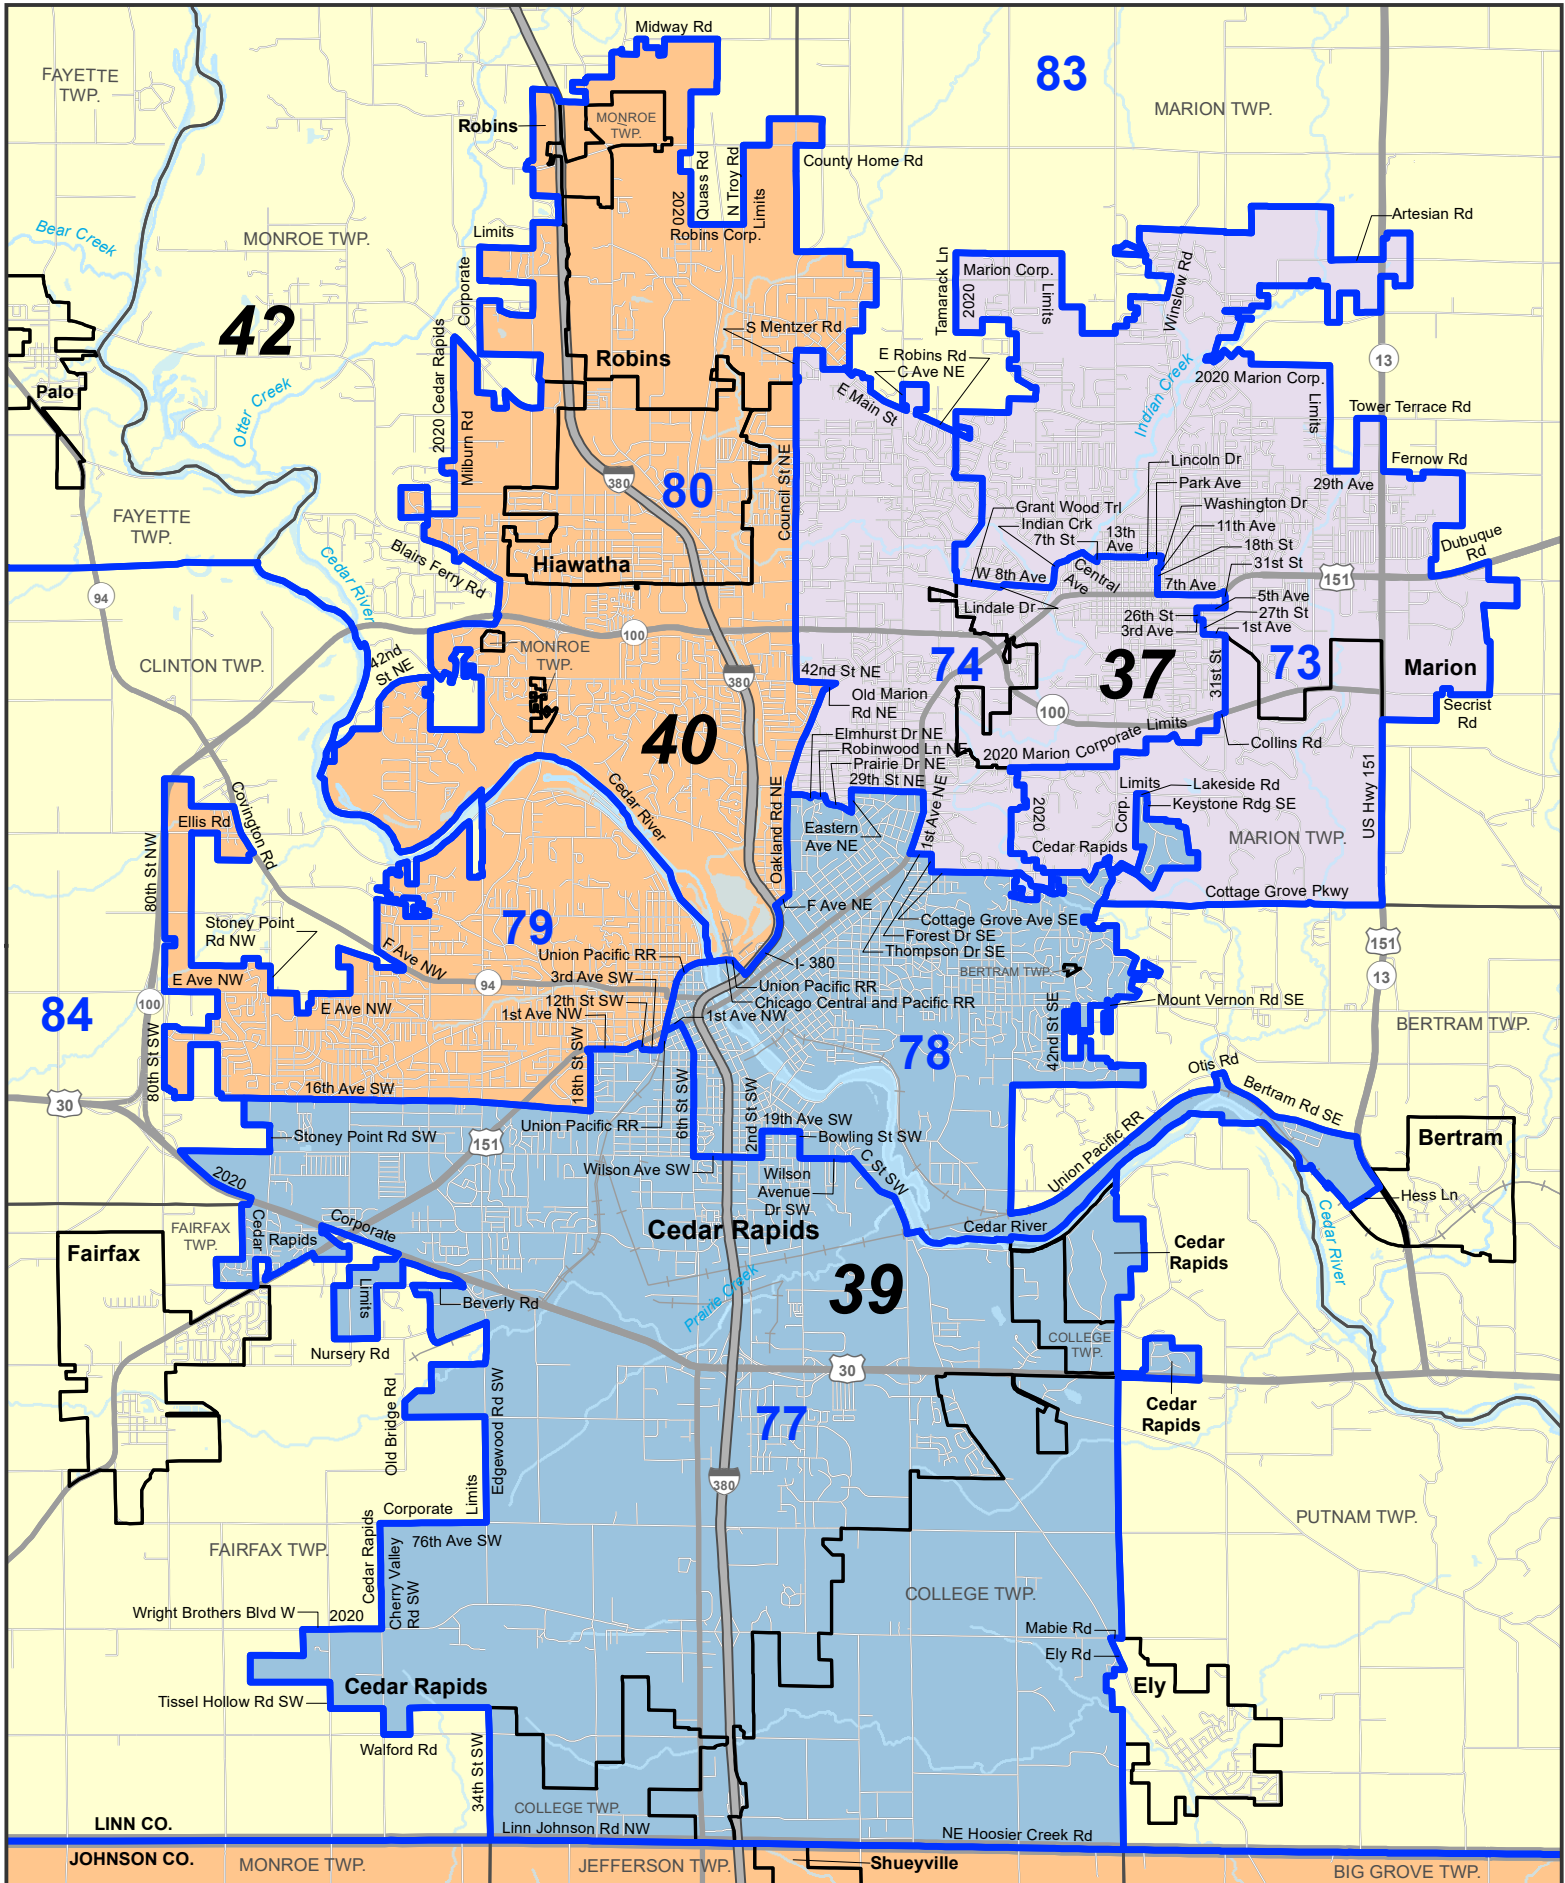 Midway Rd
83
FAYETTE
TWP.
MARION TWP.
MONROE
TWP.
Robins
County Home Rd
Quass Rd
N Troy Rd
2020
Limits
Robins Corp.
Artesian Rd
Bear Creek
MONROE TWP.
Limits
Corporate
Tamarack Ln
2020
Marion Corp.
Limits
Winslow Rd
42
S Mentzer Rd
Robins
E Robins Rd
C Ave NE
13
Palo
Otter Creek
2020 Cedar Rapids
Milburn Rd
E Main St
Indian Creek
2020 Marion Corp.
Limits
Tower Terrace Rd
380
80
Council St NE
Lincoln Dr
Park Ave
Fernow Rd
29th Ave
Washington Dr
Grant Wood Trl
Indian Crk
7th St
13th
Ave
11th Ave
18th St
31st St
Dubuque
Rd
FAYETTE
TWP.
Cedar River
Blairs Ferry Rd
Hiawatha
W 8th Ave
Central
Ave
7th Ave
151
94
Lindale Dr
5th Ave
26th St
27th St
3rd Ave
1st Ave
100
MONROE
TWP.
CLINTON TWP.
42nd
St NE
380
42nd St NE
74
37
31st St
73
Marion
Old Marion
Rd NE
100
Secrist
Rd
40
Elmhurst Dr NE
Robinwood Ln NE
Prairie Dr NE
29th St NE
2020 Marion Corporate Limits
Collins Rd
US Hwy 151
Covington Rd
Cedar River
Oakland Rd NE
1st Ave NE
Limits
Corp.
Lakeside Rd
Keystone Rdg SE
Ellis Rd
80th St NW
Eastern
Ave NE
2020
Cedar Rapids
MARION TWP.
Cottage Grove Pkwy
F Ave NE
Stoney Point
Rd NW
79
Cottage Grove Ave SE
Forest Dr SE
Thompson Dr SE
F Ave NW
Union Pacific RR
I- 380
151
E Ave NW
94
3rd Ave SW
BERTRAM TWP.
13
Union Pacific RR
84
100
12th St SW
Chicago Central and Pacific RR
Mount Vernon Rd SE
E Ave NW
1st Ave NW
1st Ave NW
BERTRAM TWP.
80th St SW
18th St SW
78
42nd St SE
Otis Rd
30
16th Ave SW
6th St SW
2nd St SW
19th Ave SW
Bertram Rd SE
Union Pacific RR
Stoney Point Rd SW
151
Bowling St SW
Union Pacific RR
Bertram
Wilson Ave SW
Wilson
Avenue
Dr SW
C St SW
2020
Hess Ln
FAIRFAX
TWP.
Cedar
Rapids
Corporate
Cedar Rapids
Cedar River
Cedar River
Fairfax
Cedar
Rapids
39
Limits
Beverly Rd
Prairie Creek
Nursery Rd
COLLEGE
TWP.
30
Old Bridge Rd
Edgewood Rd SW
Cedar
Rapids
77
380
Limits
Corporate
Cedar Rapids
PUTNAM TWP.
FAIRFAX TWP.
76th Ave SW
Cherry Valley
Rd SW
COLLEGE TWP.
Wright Brothers Blvd W
2020
Mabie Rd
Ely Rd
Cedar Rapids
Ely
Tissel Hollow Rd SW
Walford Rd
34th St SW
COLLEGE TWP.
LINN CO.
Linn Johnson Rd NW
NE Hoosier Creek Rd
JOHNSON CO.
MONROE TWP.
JEFFERSON TWP.
Shueyville
BIG GROVE TWP.